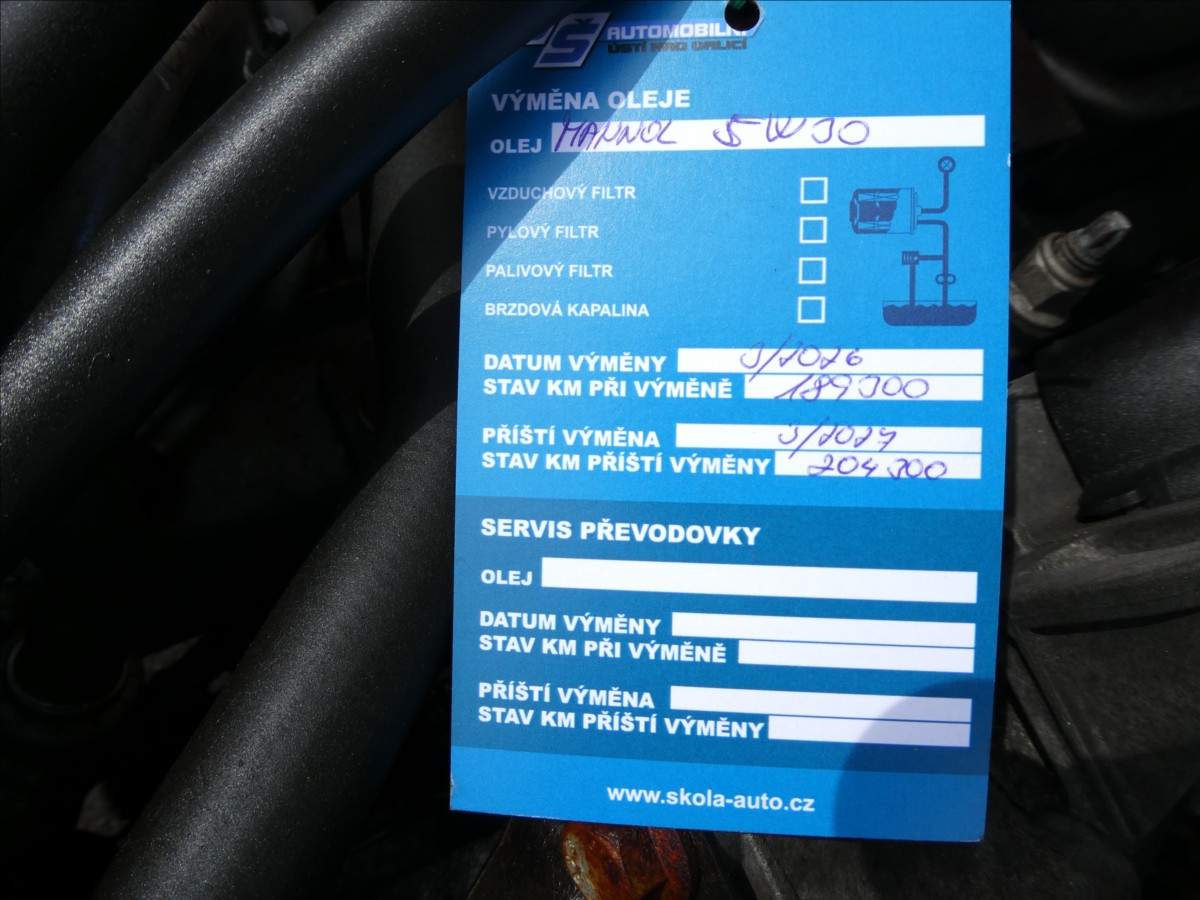 AUTOMOBILNÍ
ÚSTÍ NAD ORLICÍ
VÝMĚNA OLEJE
OLEJ MANNOL 5W30
VZDUCHOVÝ FILTR
PYLOVÝ FILTR
PALIVOVÝ FILTR
BRZDOVÁ KAPALINA
DATUM VÝMĚNY 3/2026
STAV KM PŘI VÝMĚNĚ 189300
PŘÍŠTÍ VÝMĚNA 3/2027
STAV KM PŘÍŠTÍ VÝMĚNY 204300
SERVIS PŘEVODOVKY
OLEJ
DATUM VÝMĚNY
STAV KM PŘI VÝMĚNĚ
PŘÍŠTÍ VÝMĚNA
STAV KM PŘÍŠTÍ VÝMĚNY
www.skola-auto.cz